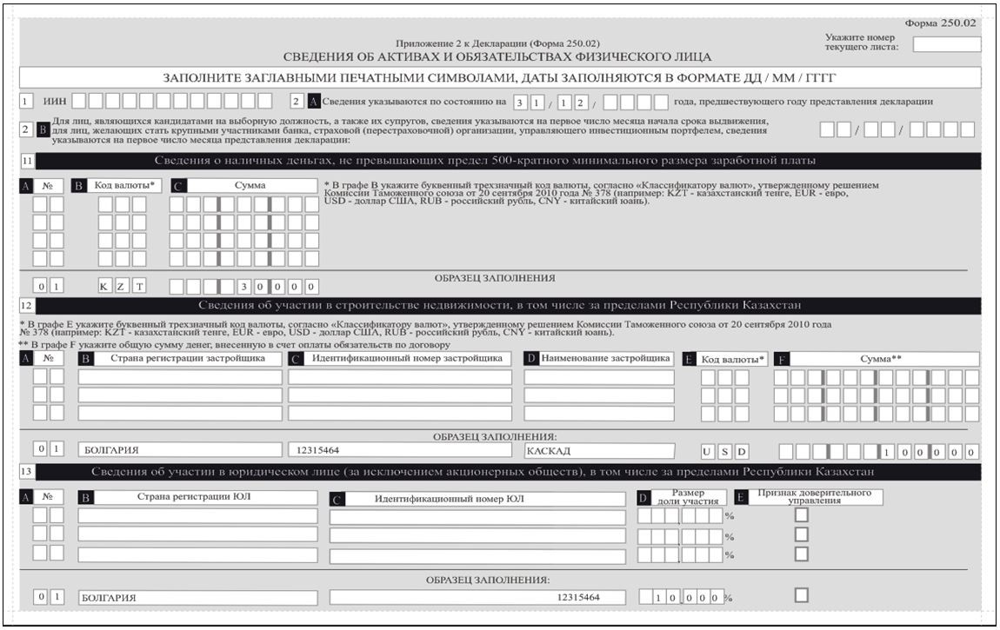 Форма 250.02
Приложение 2 к Декларации (Форма 250.02)
Укажите номер
текущего листа:
СВЕДЕНИЯ ОБ АКТИВАХ И ОБЯЗАТЕЛЬСТВАХ ФИЗИЧЕСКОГО ЛИЦА
ЗАПОЛНИТЕ ЗАГЛАВНЫМИ ПЕЧАТНЫМИ СИМВОЛАМИ, ДАТЫ ЗАПОЛНЯЮТСЯ В ФОРМАТЕ ДД / ММ / ГГГГ
1 ИИН 2 A Сведения указываются по состоянию на 3 1 / 1 2 / года, предшествующего году представления декларации
2 B Для лиц, являющихся кандидатами на выборную должность, а также их супругов, сведения указываются на первое число месяца начала срока выдвижения,
для лиц, желающих стать крупными участниками банка, страховой (перестраховочной) организации, управляющего инвестиционным портфелем, сведения / /
указываются на первое число месяца представления декларации:
11 Сведения о наличных деньгах, не превышающих предел 500-кратного минимального размера заработной платы
A № B Код валюты* C Сумма
* В графе В укажите буквенный трехзначный код валюты, согласно «Классификатору валют», утвержденному решением
Комиссии Таможенного союза от 20 сентября 2010 года № 378 (например: KZT - казахстанский тенге, EUR - евро,
USD - доллар США, RUB - российский рубль, CNY - китайский юань).
ОБРАЗЕЦ ЗАПОЛНЕНИЯ
0 1 K Z T 3 0 0 0 0
12 Сведения об участии в строительстве недвижимости, в том числе за пределами Республики Казахстан
* В графе Е укажите буквенный трехзначный код валюты, согласно «Классификатору валют», утвержденному решением Комиссии Таможенного союза от 20 сентября 2010 года
№ 378 (например: KZT - казахстанский тенге, EUR - евро, USD - доллар США, RUB - российский рубль, CNY - китайский юань).
** В графе F укажите общую сумму денег, внесенную в счет оплаты обязательств по договору
A № B Страна регистрации застройщика C Идентификационный номер застройщика D Наименование застройщика E Код валюты* F Сумма**
ОБРАЗЕЦ ЗАПОЛНЕНИЯ:
0 1 БОЛГАРИЯ 12315464 КАСКАД U S D 1 0 0 0 0 0
13 Сведения об участии в юридическом лице (за исключением акционерных обществ), в том числе за пределами Республики Казахстан
A № B Страна регистрации ЮЛ C Идентификационный номер ЮЛ D Размер доли участия E Признак доверительного управления
, %
, %
, %
ОБРАЗЕЦ ЗАПОЛНЕНИЯ:
0 1 БОЛГАРИЯ 12315464 1 0 , 0 0 0 %